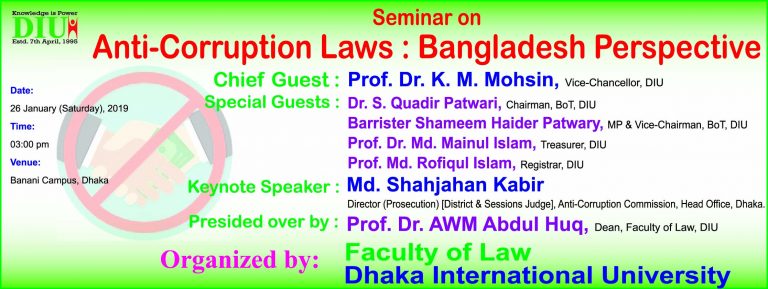 Knowledge is Power
DIU
Estd. 7th April, 1995
Seminar on
Anti-Corruption Laws : Bangladesh Perspective
Date:
26 January (Saturday), 2019
Time:
03:00 pm
Venue:
Banani Campus, Dhaka
Chief Guest : Prof. Dr. K. M. Mohsin, Vice-Chancellor, DIU
Special Guests : Dr. S. Quadir Patwari, Chairman, BoT, DIU
Barrister Shameem Haider Patwary, MP & Vice-Chairman, BoT, DIU
Prof. Dr. Md. Mainul Islam, Treasurer, DIU
Prof. Md. Rofiqul Islam, Registrar, DIU
Keynote Speaker : Md. Shahjahan Kabir
Director (Prosecution) [District & Sessions Judge], Anti-Corruption Commission, Head Office, Dhaka.
Presided over by : Prof. Dr. AWM Abdul Huq, Dean, Faculty of Law, DIU
Organized by: Faculty of Law
Dhaka International University